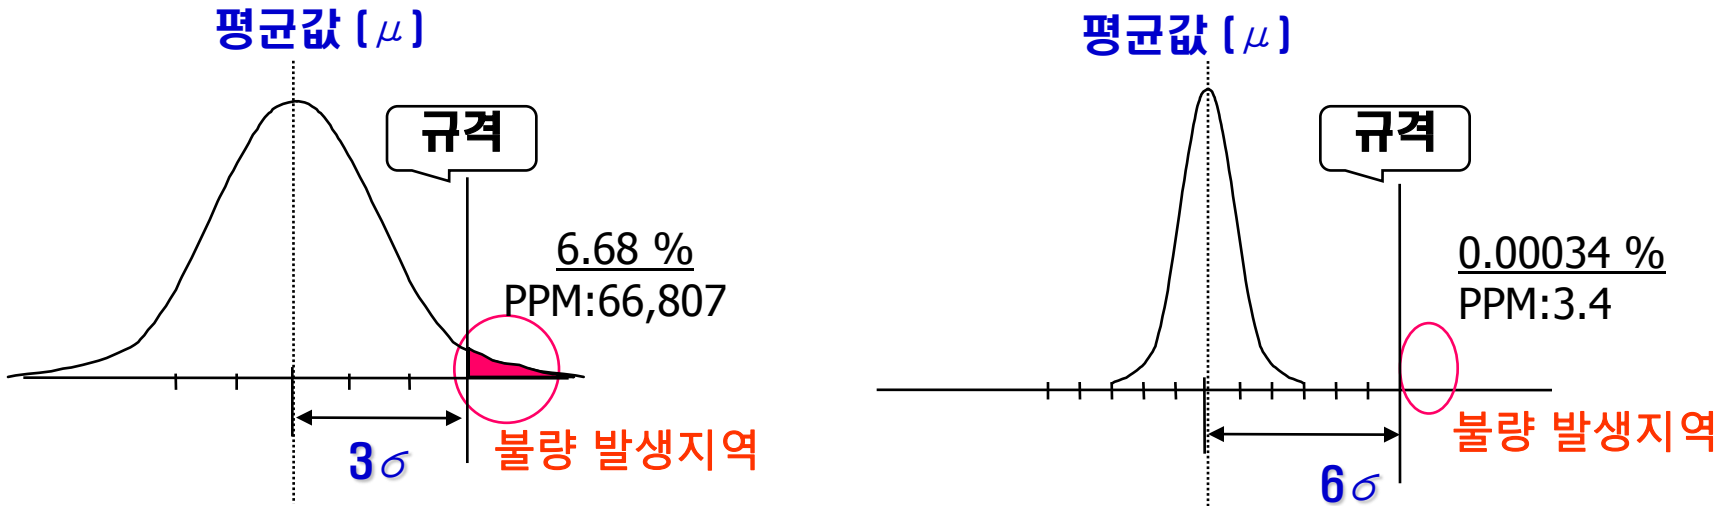 평균값 (μ)
규격
6.68 %
PPM:66,807
불량 발생지역
3σ
평균값 (μ)
규격
0.00034 %
PPM:3.4
불량 발생지역
6σ